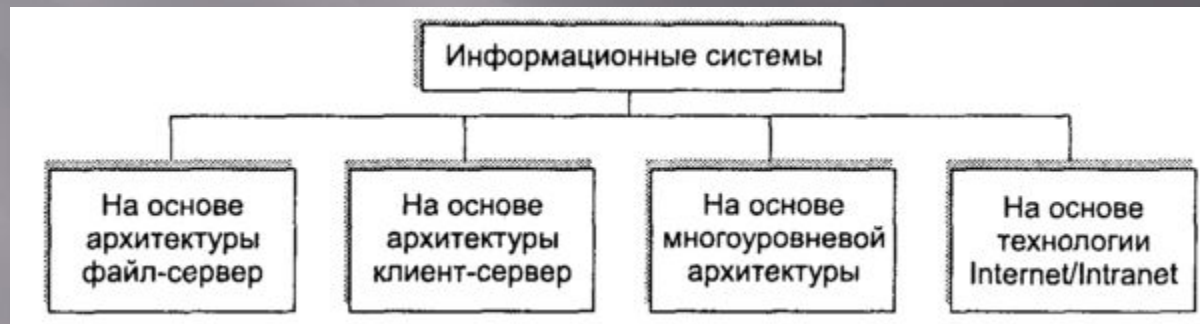 Информационные системы
На основе
архитектуры
файл-сервер
На основе
архитектуры
клиент-сервер
На основе
многоуровневой
архитектуры
На основе
технологии
Internet/Intranet